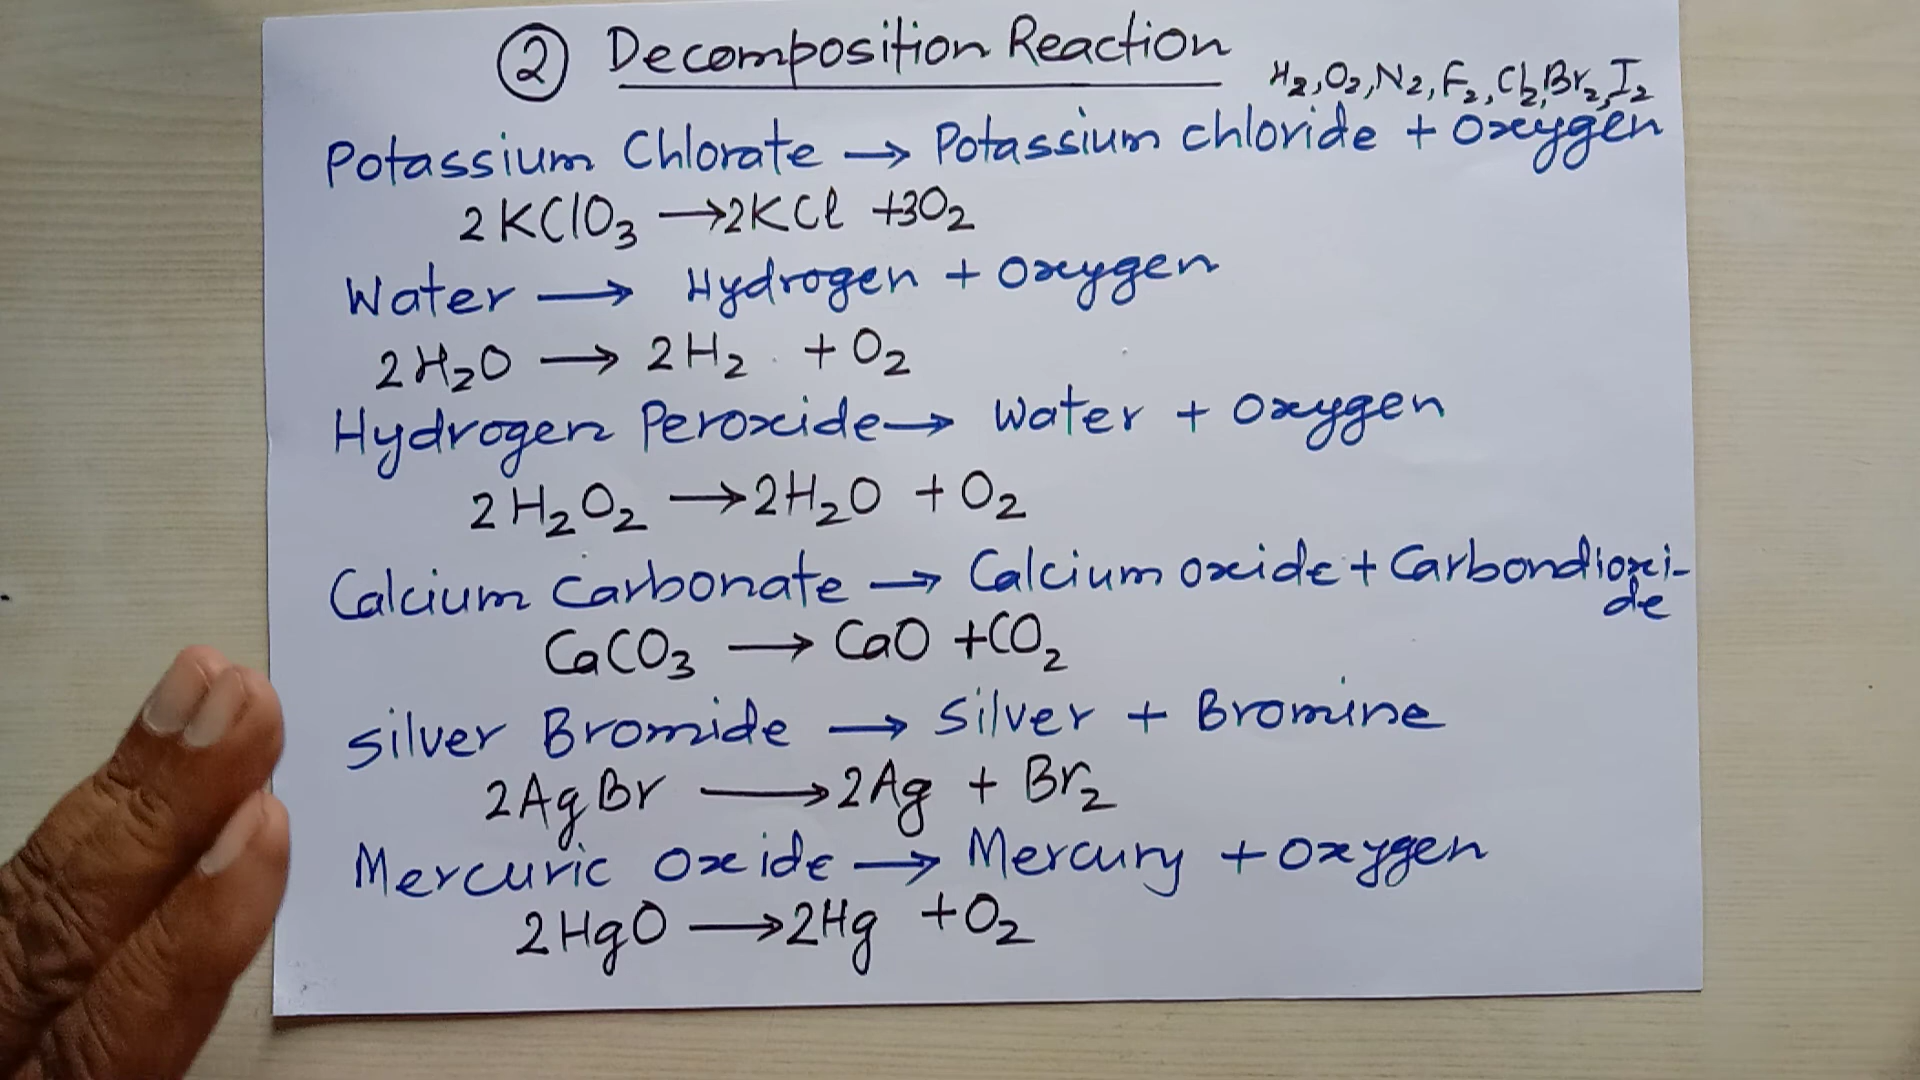 ② Decomposition Reaction
H₂, O₂, N₂, F₂, Cl₂, Br₂, I₂
Potassium Chlorate → Potassium chloride + Oxygen
2KClO₃ → 2KCl + 3O₂
Water → Hydrogen + Oxygen
2H₂O → 2H₂ + O₂
Hydrogen Peroxide → Water + Oxygen
2H₂O₂ → 2H₂O + O₂
Calcium Carbonate → Calcium oxide + Carbondioxi-
de
CaCO₃ → CaO + CO₂
Silver Bromide → Silver + Bromine
2AgBr → 2Ag + Br₂
Mercuric Oxide → Mercury + Oxygen
2HgO → 2Hg + O₂